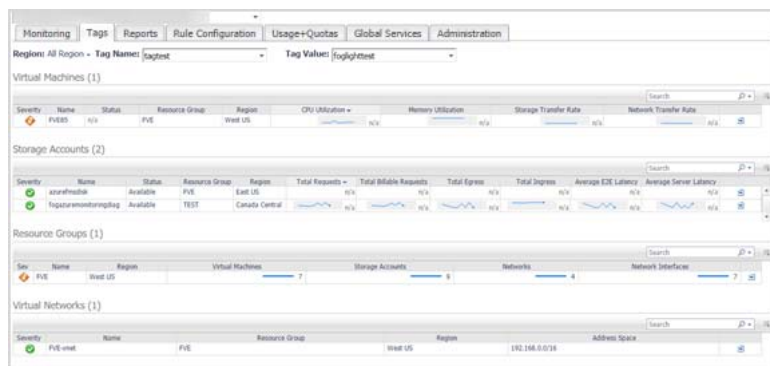 Monitoring Tags Reports Rule Configuration Usage+Quotas Global Services Administration
Region: All Region Tag Name: tagtest Tag Value: foglighttest
Virtual Machines (1)
Search
Severity Name Status Resource Group Region CPU Utilization Memory Utilization Storage Transfer Rate Network Transfer Rate
FVE85 n/a FVE West US n/a n/a n/a n/a
Storage Accounts (2)
Search
Severity Name Status Resource Group Region Total Requests Total Billable Requests Total Egress Total Ingress Average E2E Latency Average Server Latency
azurefmsdisk Available FVE East US n/a n/a n/a n/a n/a n/a
fogazuremonitoringdiag Available TEST Canada Central n/a n/a n/a n/a n/a n/a
Resource Groups (1)
Search
Sev Name Region Virtual Machines Storage Accounts Networks Network Interfaces
FVE West US 7 4 7
Virtual Networks (1)
Search
Severity Name Resource Group Region Address Space
FVE-vnet FVE West US 192.168.0.0/16